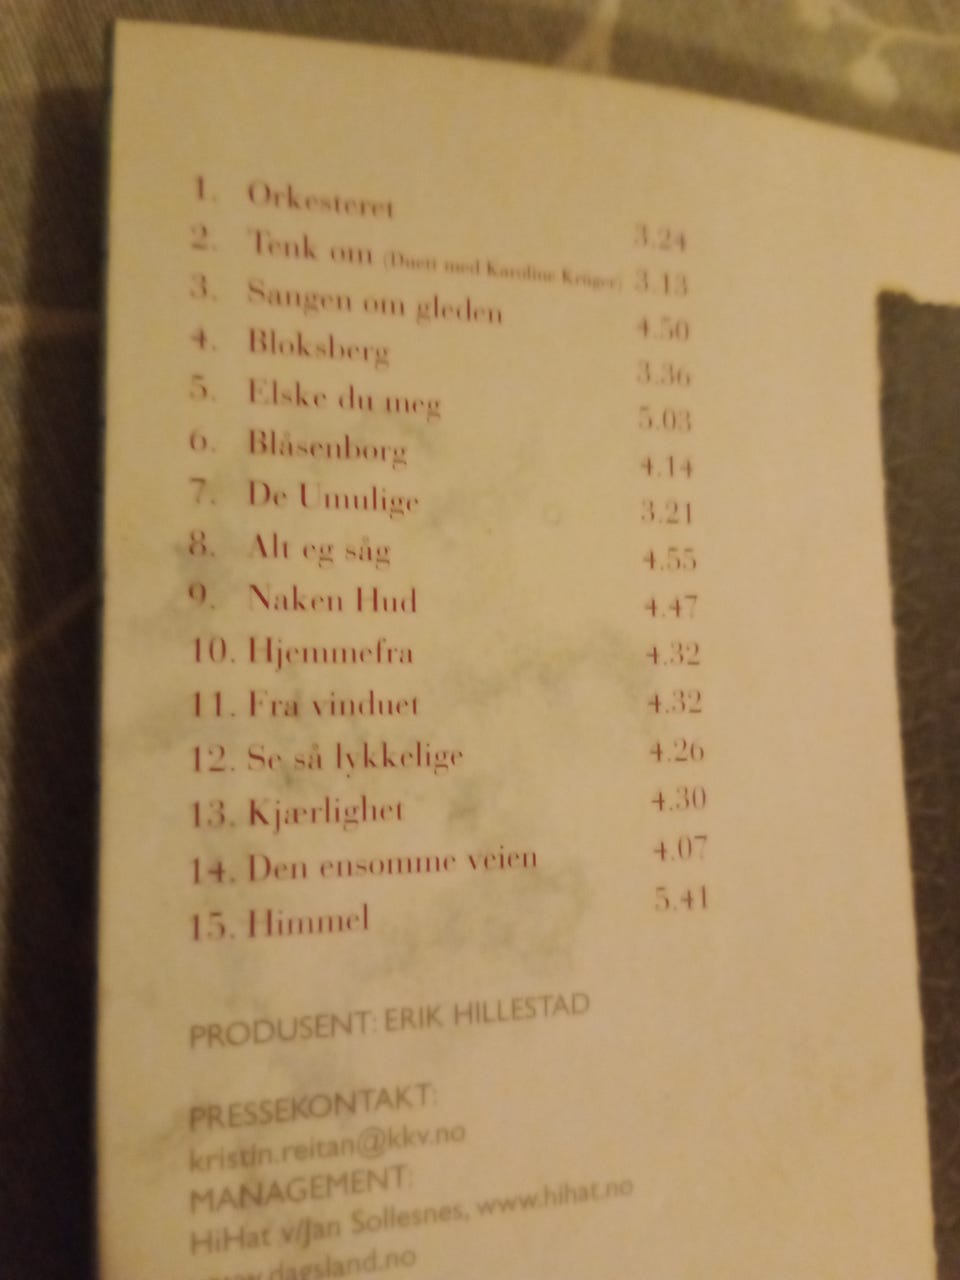 1. Orkesteret 3.24
2. Tenk om (Duett med Karoline Krüger) 3.13
3. Sangen om gleden 4.50
4. Bloksberg 3.36
5. Elske du meg 5.03
6. Blåsenborg 4.14
7. De Umulige 3.21
8. Alt eg såg 4.55
9. Naken Hud 4.47
10. Hjemmefra 4.32
11. Fra vinduet 4.32
12. Se så lykkelige 4.26
13. Kjærlighet 4.30
14. Den ensomme veien 4.07
15. Himmel 5.41
PRODUSENT: ERIK HILLESTAD
PRESSEKONTAKT:
kristin.reitan@kkv.no
MANAGEMENT:
HiHat v/Jan Sollesnes, www.hihat.no
www.dagsland.no